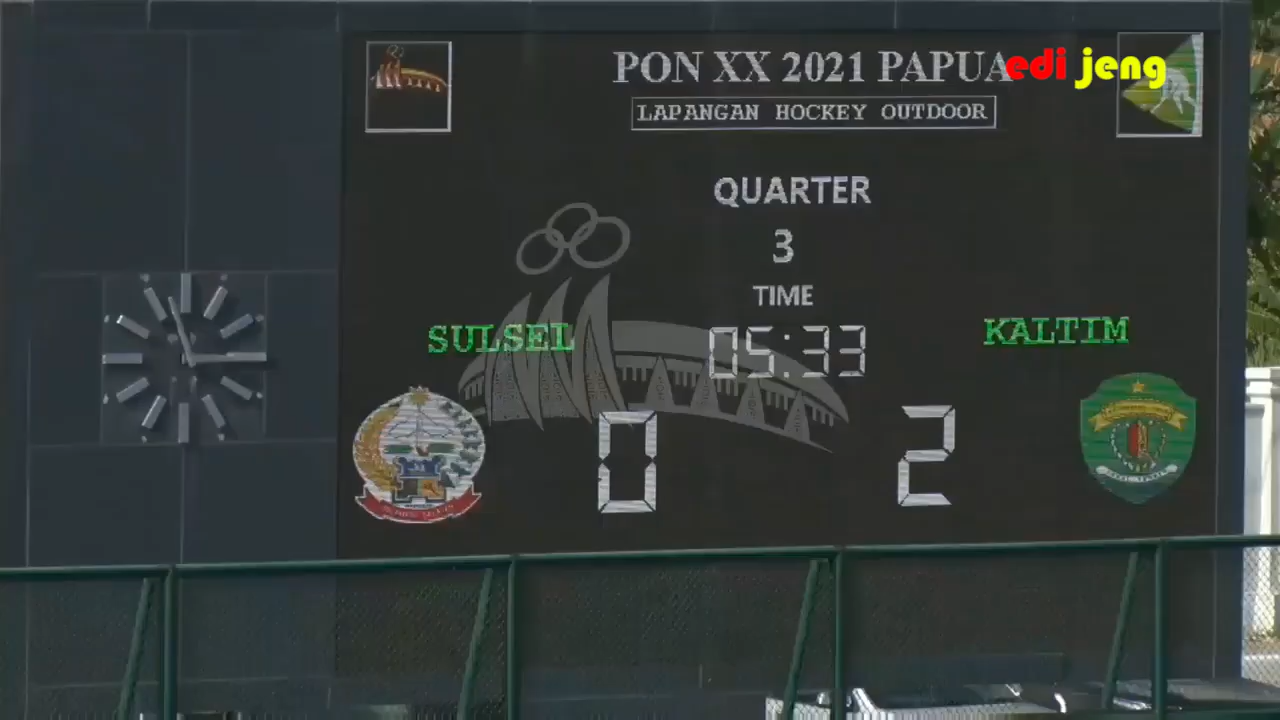 PON XX 2021 PAPUA
edi jeng
LAPANGAN HOCKEY OUTDOOR
QUARTER
3
TIME
SULSEL
05:33
KALTIM
0
2